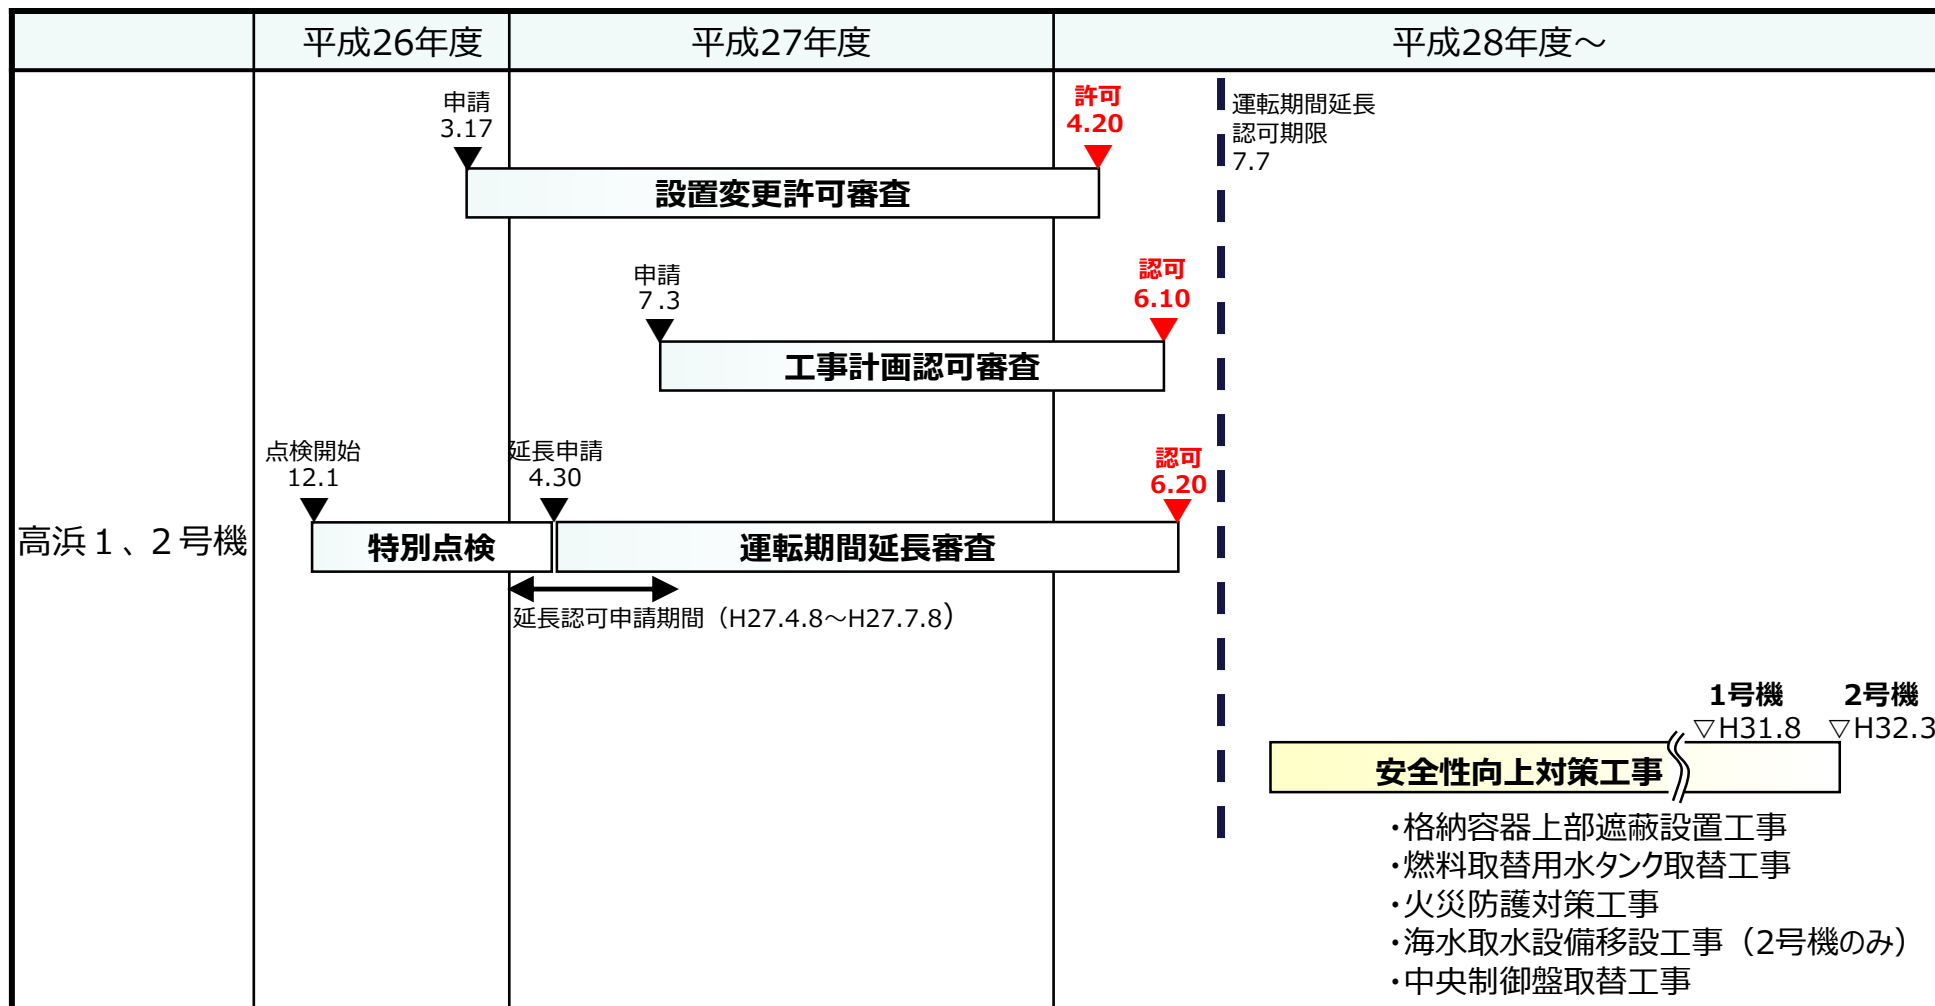 平成26年度
平成27年度
平成28年度～
高浜１、２号機
申請
3.17
許可
4.20
運転期間延長
認可期限
7.7
設置変更許可審査
申請
７.3
認可
6.10
工事計画認可審査
点検開始
12.1
延長申請
4.30
認可
6.20
特別点検
運転期間延長審査
延長認可申請期間（H27.4.8～H27.7.8）
1号機
▽H31.8
2号機
▽H32.3
安全性向上対策工事
・格納容器上部遮蔽設置工事
・燃料取替用水タンク取替工事
・火災防護対策工事
・海水取水設備移設工事（2号機のみ）
・中央制御盤取替工事